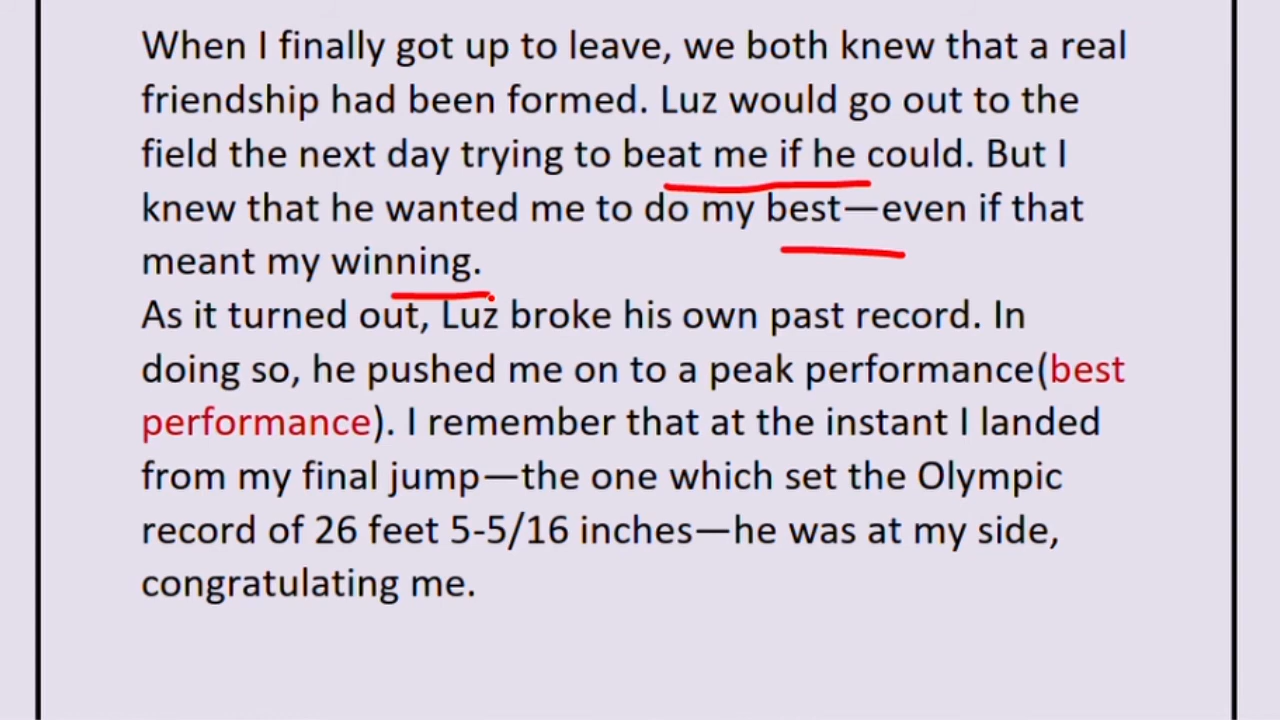 When I finally got up to leave, we both knew that a real
friendship had been formed. Luz would go out to the
field the next day trying to beat me if he could. But I
knew that he wanted me to do my best—even if that
meant my winning.
As it turned out, Luz broke his own past record. In
doing so, he pushed me on to a peak performance(best
performance). I remember that at the instant I landed
from my final jump—the one which set the Olympic
record of 26 feet 5-5/16 inches—he was at my side,
congratulating me.